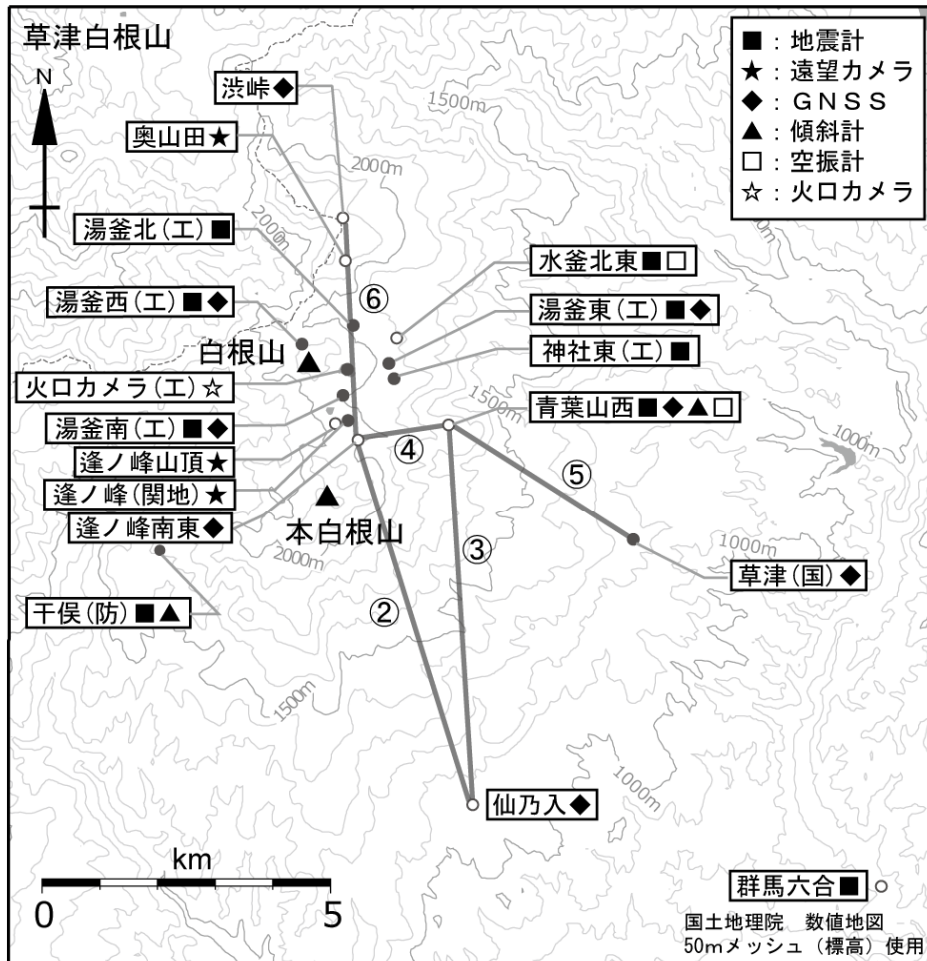 草津白根山
N
■：地震計
★：遠望カメラ
◆：ＧＮＳＳ
▲：傾斜計
□：空振計
☆：火口カメラ
渋峠◆
奥山田★
湯釜北(工)■
湯釜西(工)■◆
白根山
火口カメラ(工)☆
湯釜南(工)■◆
逢ノ峰山頂★
逢ノ峰(関地)★
逢ノ峰南東◆
本白根山
干俣(防)■▲
水釜北東■□
湯釜東(工)■◆
神社東(工)■
青葉山西■◆▲□
草津(国)◆
仙乃入◆
群馬六合■
⑥
④
⑤
③
②
1500m
2000m
2000m
1500m
1000m
1000m
2000m
1500m
1000m
km
0 5
国土地理院　数値地図
50mメッシュ（標高）使用